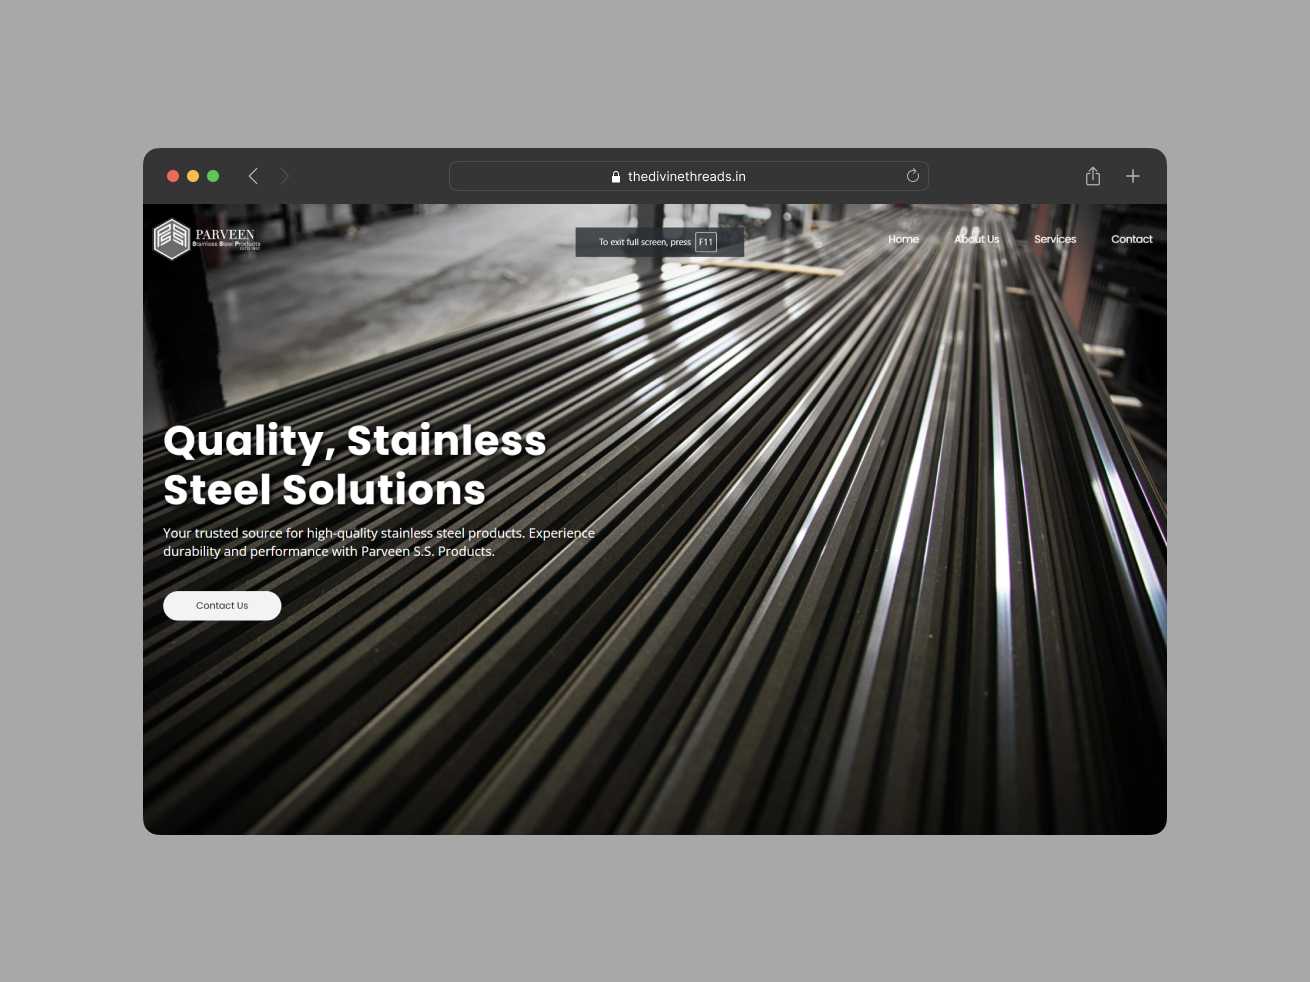 thedivinethreads.in
PARVEEN
Stainless Steel Products
To exit full screen, press F11
Home About Us Services Contact
Quality, Stainless
Steel Solutions
Your trusted source for high-quality stainless steel products. Experience
durability and performance with Parveen S.S. Products.
Contact Us